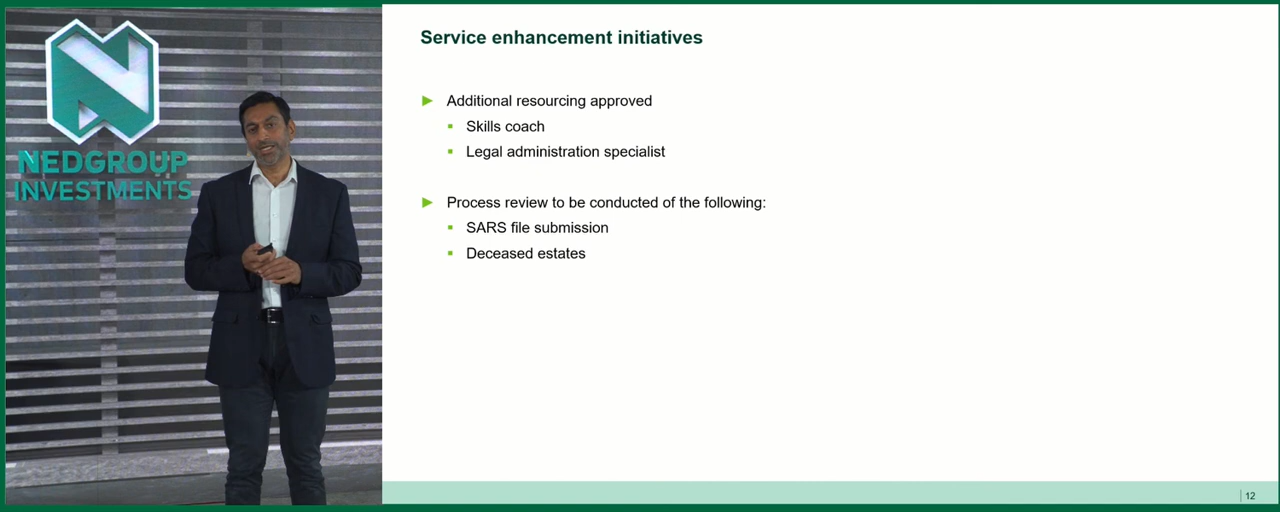 NEDGROUP
INVESTMENTS
Service enhancement initiatives
Additional resourcing approved
Skills coach
Legal administration specialist
Process review to be conducted of the following:
SARS file submission
Deceased estates
12